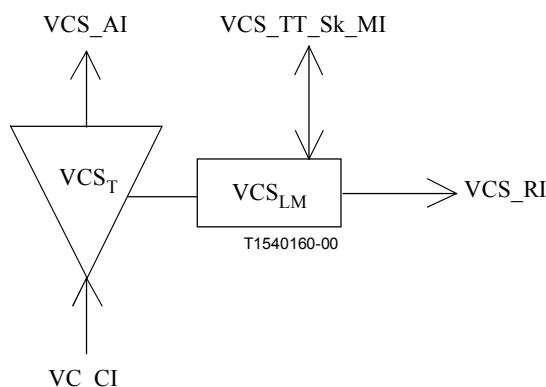 VCS_AI
VCS_TT_Sk_MI
VCS_T
VCS_LM
VCS_RI
T1540160-00
VC_CI